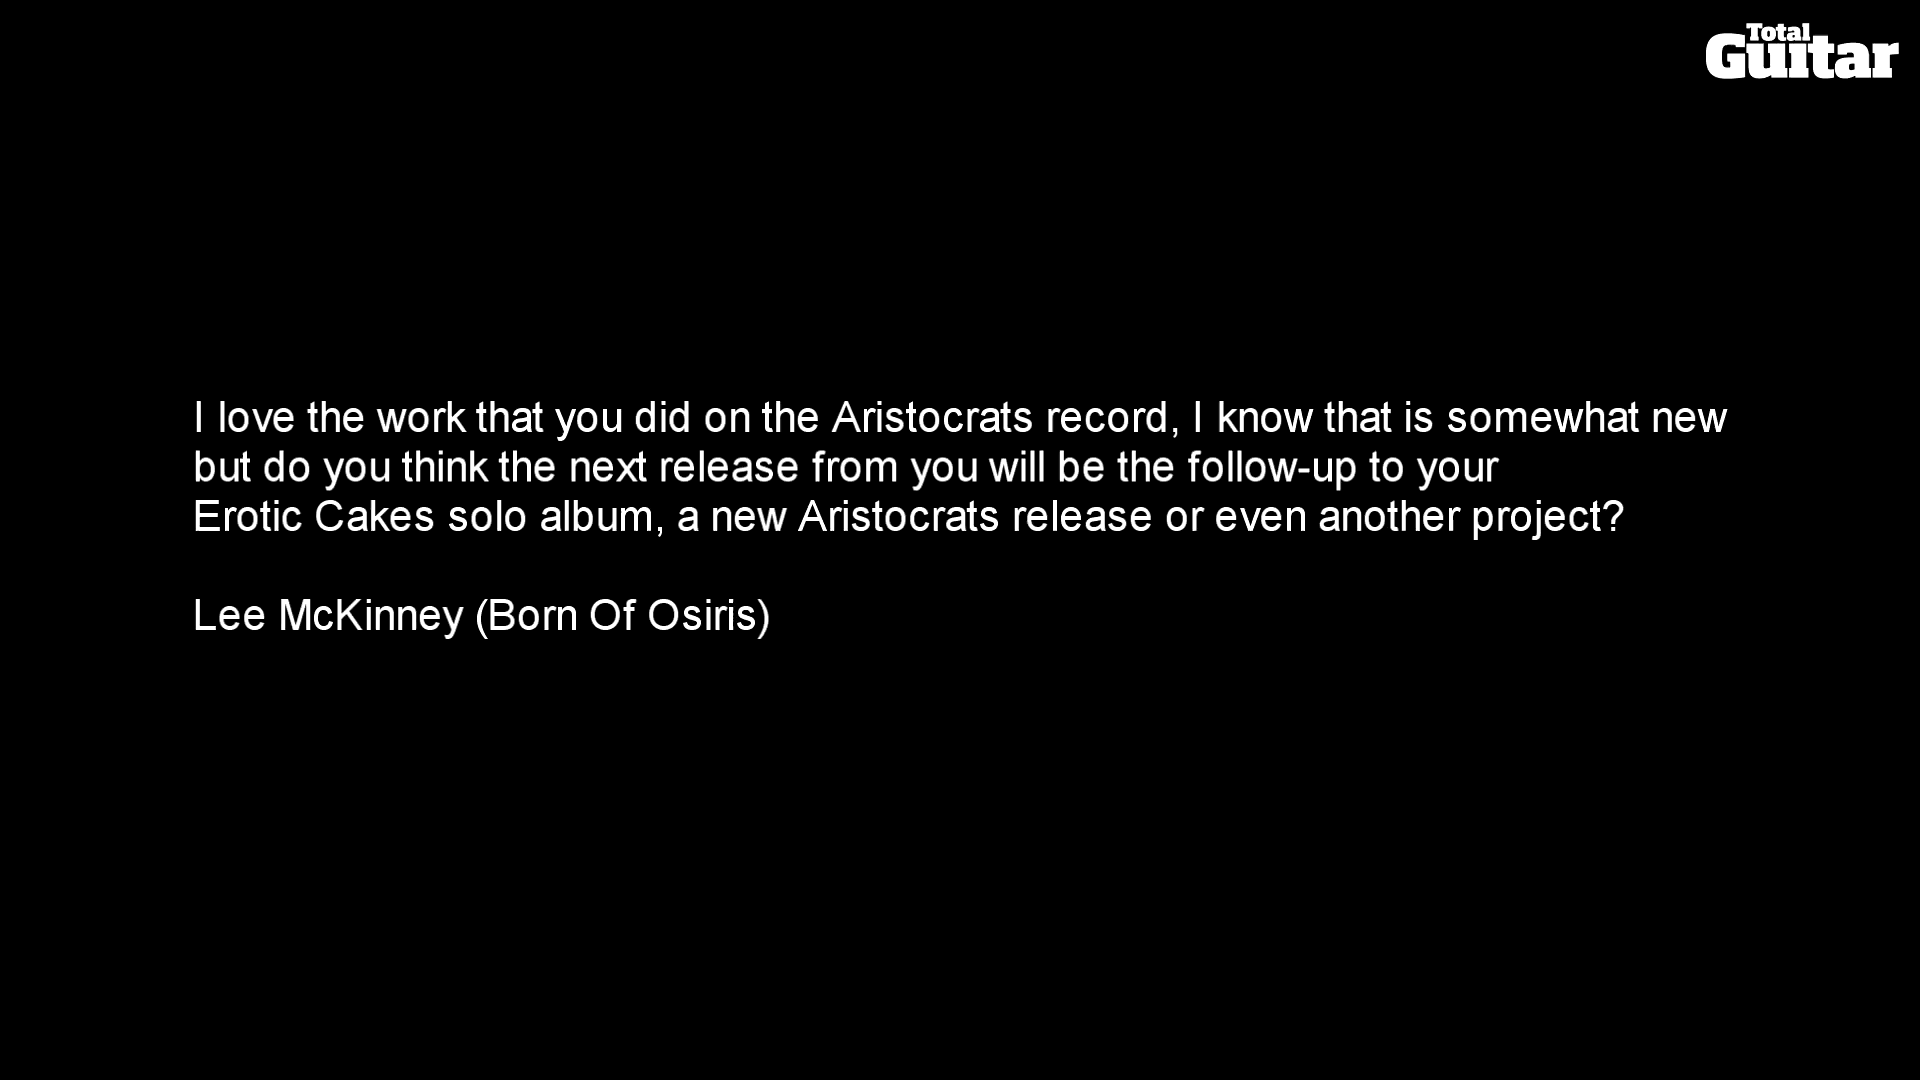 Total
Guitar
I love the work that you did on the Aristocrats record, I know that is somewhat new
but do you think the next release from you will be the follow-up to your
Erotic Cakes solo album, a new Aristocrats release or even another project?
Lee McKinney (Born Of Osiris)